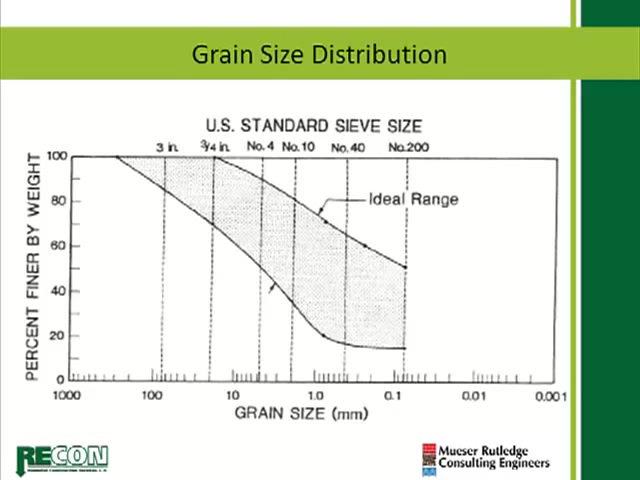 Grain Size Distribution
U.S. STANDARD SIEVE SIZE
3 in. 3/4 in. No.4 No.10 No.40 No.200
PERCENT FINER BY WEIGHT
100
80
60
40
20
0
Ideal Range
1000 100 10 1.0 0.1 0.01 0.001
GRAIN SIZE (mm)
RECON
Mueser Rutledge
Consulting Engineers